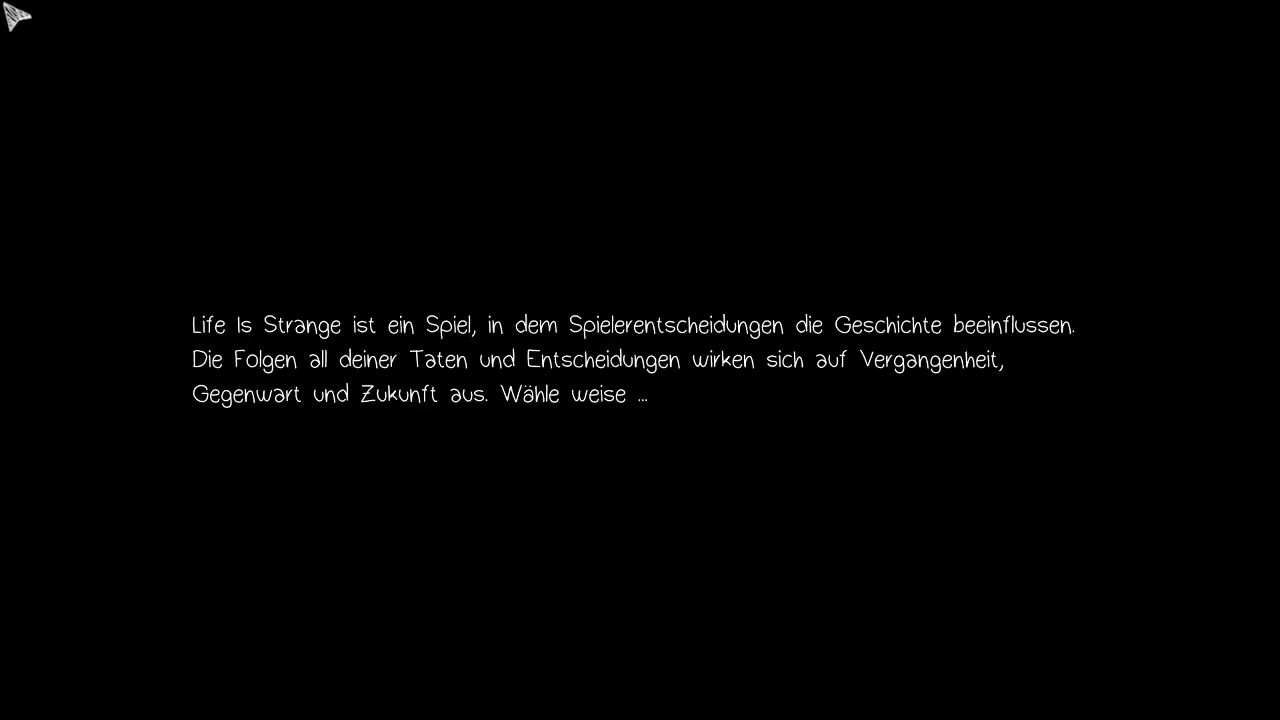 Life Is Strange ist ein Spiel, in dem Spielerentscheidungen die Geschichte beeinflussen.
Die Folgen all deiner Taten und Entscheidungen wirken sich auf Vergangenheit,
Gegenwart und Zukunft aus. Wähle weise ...